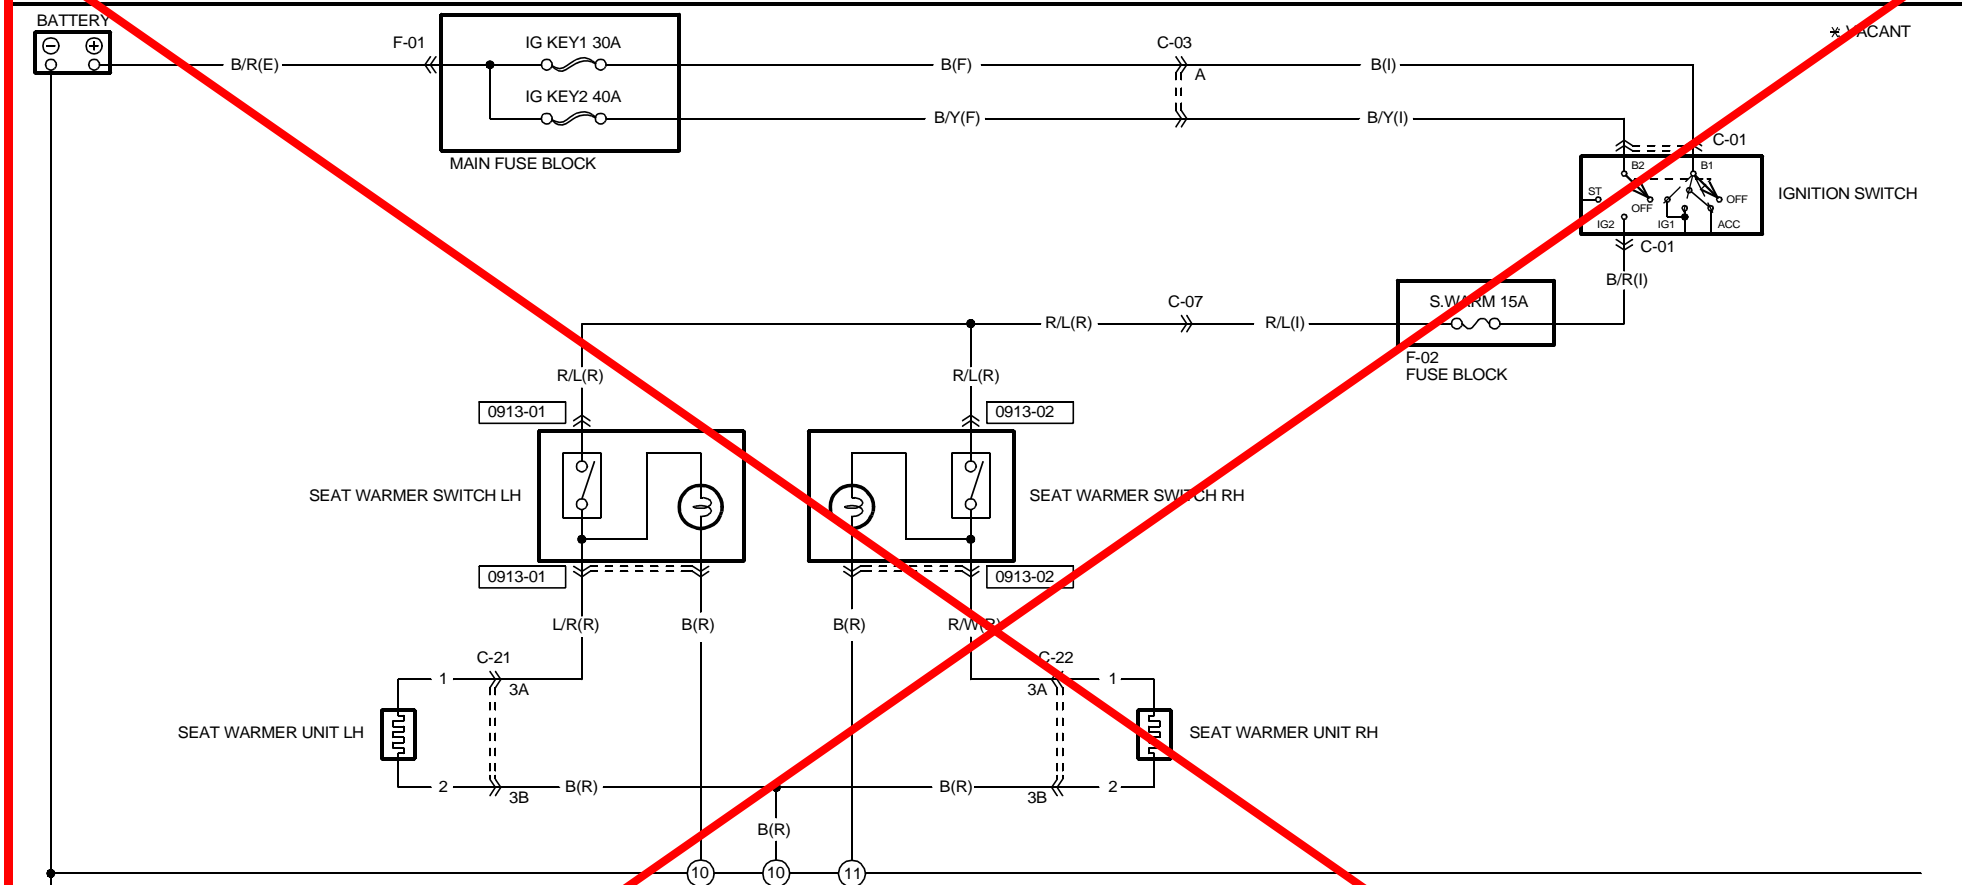 BATTERY
B/R(E)
F-01
IG KEY1 30A
IG KEY2 40A
MAIN FUSE BLOCK
B(F)
C-03
A
B(I)
B/Y(F)
B/Y(I)
* VACANT
C-01
B2
B1
ST
OFF
OFF
IG2
IG1
ACC
IGNITION SWITCH
C-01
B/R(I)
S.WARM 15A
F-02
FUSE BLOCK
R/L(R)
C-07
R/L(I)
R/L(R)
R/L(R)
0913-01
0913-02
SEAT WARMER SWITCH LH
SEAT WARMER SWITCH RH
0913-01
0913-02
L/R(R)
B(R)
B(R)
R/W(R)
C-21
C-22
1
3A
3A
1
SEAT WARMER UNIT LH
SEAT WARMER UNIT RH
2
3B
B(R)
B(R)
3B
2
B(R)
10
10
11